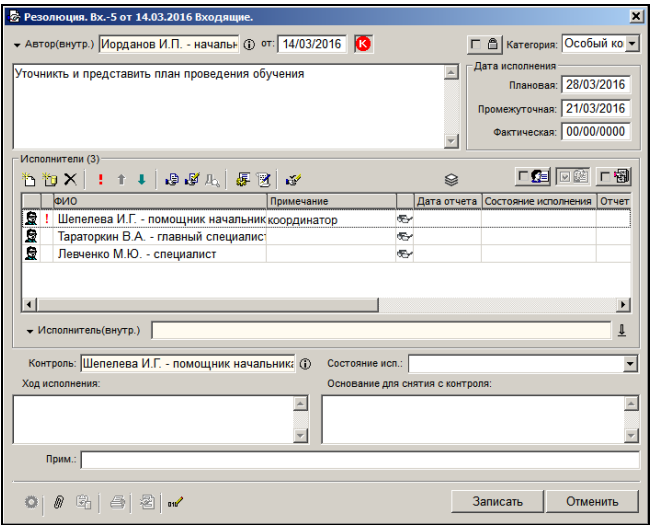 Резолюция. Вх.-5 от 14.03.2016 Входящие.
Автор(внутр.) Иорданов И.П. - начальн от: 14/03/2016 К Категория: Особый ко
Уточникть и представить план проведения обучения
Дата исполнения
Плановая: 28/03/2016
Промежуточная: 21/03/2016
Фактическая: 00/00/0000
Исполнители (3)
ФИО Примечание Дата отчета Состояние исполнения Отчет
! Шепелева И.Г. - помощник начальник координатор
Тараторкин В.А. - главный специалис
Левченко М.Ю. - специалист
Исполнитель(внутр.)
Контроль: Шепелева И.Г. - помощник начальника Состояние исп.:
Ход исполнения: Основание для снятия с контроля:
Прим.:
Записать Отменить